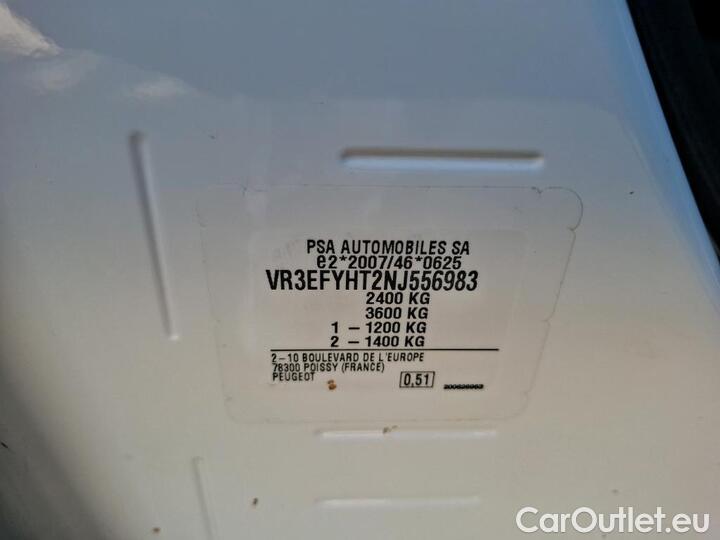 PSA AUTOMOBILES SA
e2*2007/46*0625
VR3EFYHT2NJ556983
2400 KG
3600 KG
1 - 1200 KG
2 - 1400 KG
2-10 BOULEVARD DE L'EUROPE
78300 POISSY (FRANCE)
PEUGEOT
0,51
CarOutlet.eu